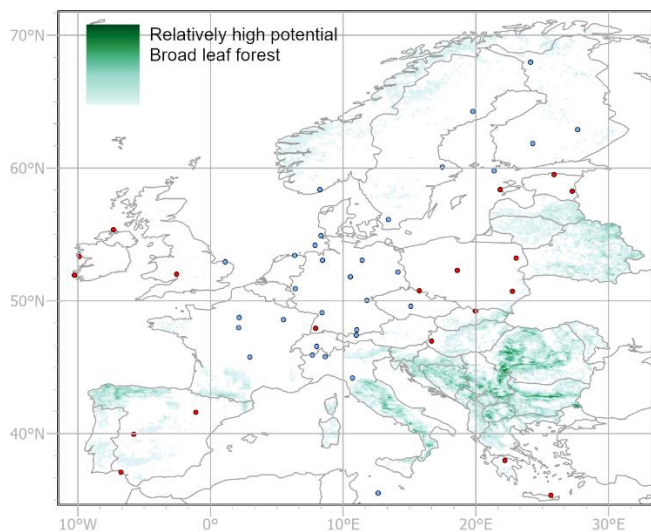 70°N
Relatively high potential
Broad leaf forest
60°N
50°N
40°N
10°W
0°E
10°E
20°E
30°E